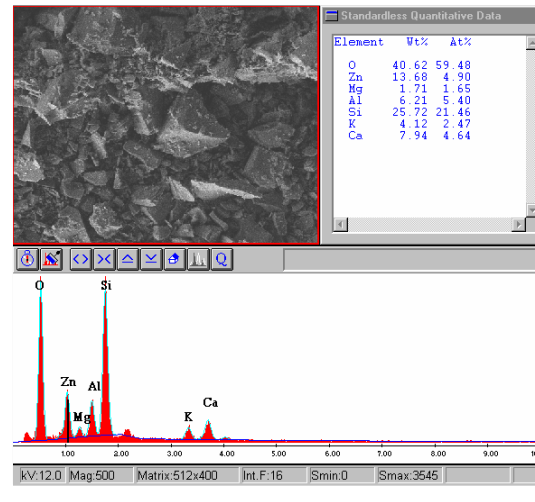 Standardless Quantitative Data
Element Wt% At%
O 40.62 59.48
Zn 13.68 4.90
Mg 1.71 1.65
Al 6.21 5.40
Si 25.72 21.46
K 4.12 2.47
Ca 7.94 4.64
Q
O Si
Zn Al
Mg
K Ca
1.00 2.00 3.00 4.00 5.00 6.00 7.00 8.00 9.00 10
kV:12.0 Mag:500 Matrix:512x400 Int.F:16 Smin:0 Smax:3545